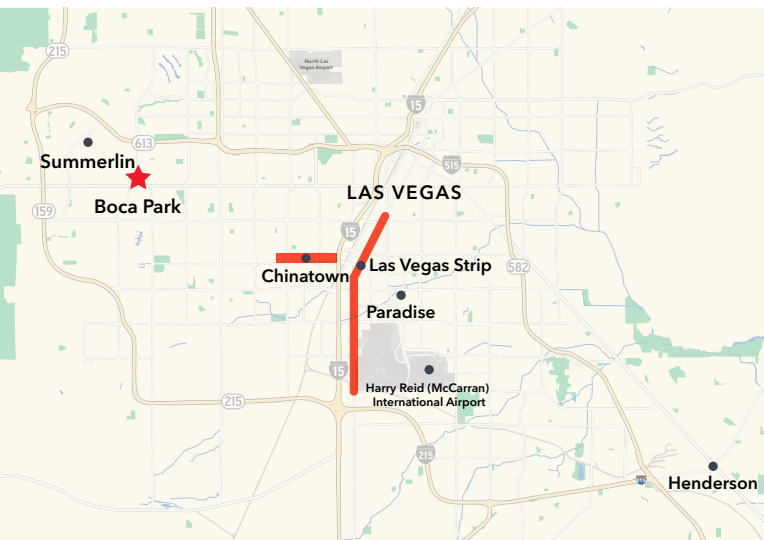 215
North Las
Vegas Airport
15
613
Summerlin
515
LAS VEGAS
Boca Park
159
15
Chinatown
Las Vegas Strip
582
Paradise
15
Harry Reid (McCarran)
International Airport
215
215
Henderson